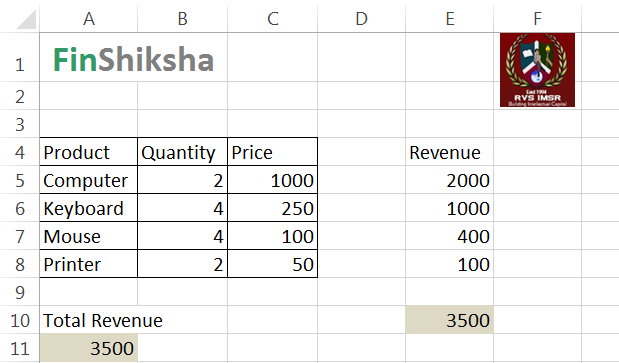 A B C D E F
1 FinShiksha
Estd 1994
RVS IMSR
Building Intellectual Capital
2
3
4 Product Quantity Price Revenue
5 Computer 2 1000 2000
6 Keyboard 4 250 1000
7 Mouse 4 100 400
8 Printer 2 50 100
9
10 Total Revenue 3500
11 3500